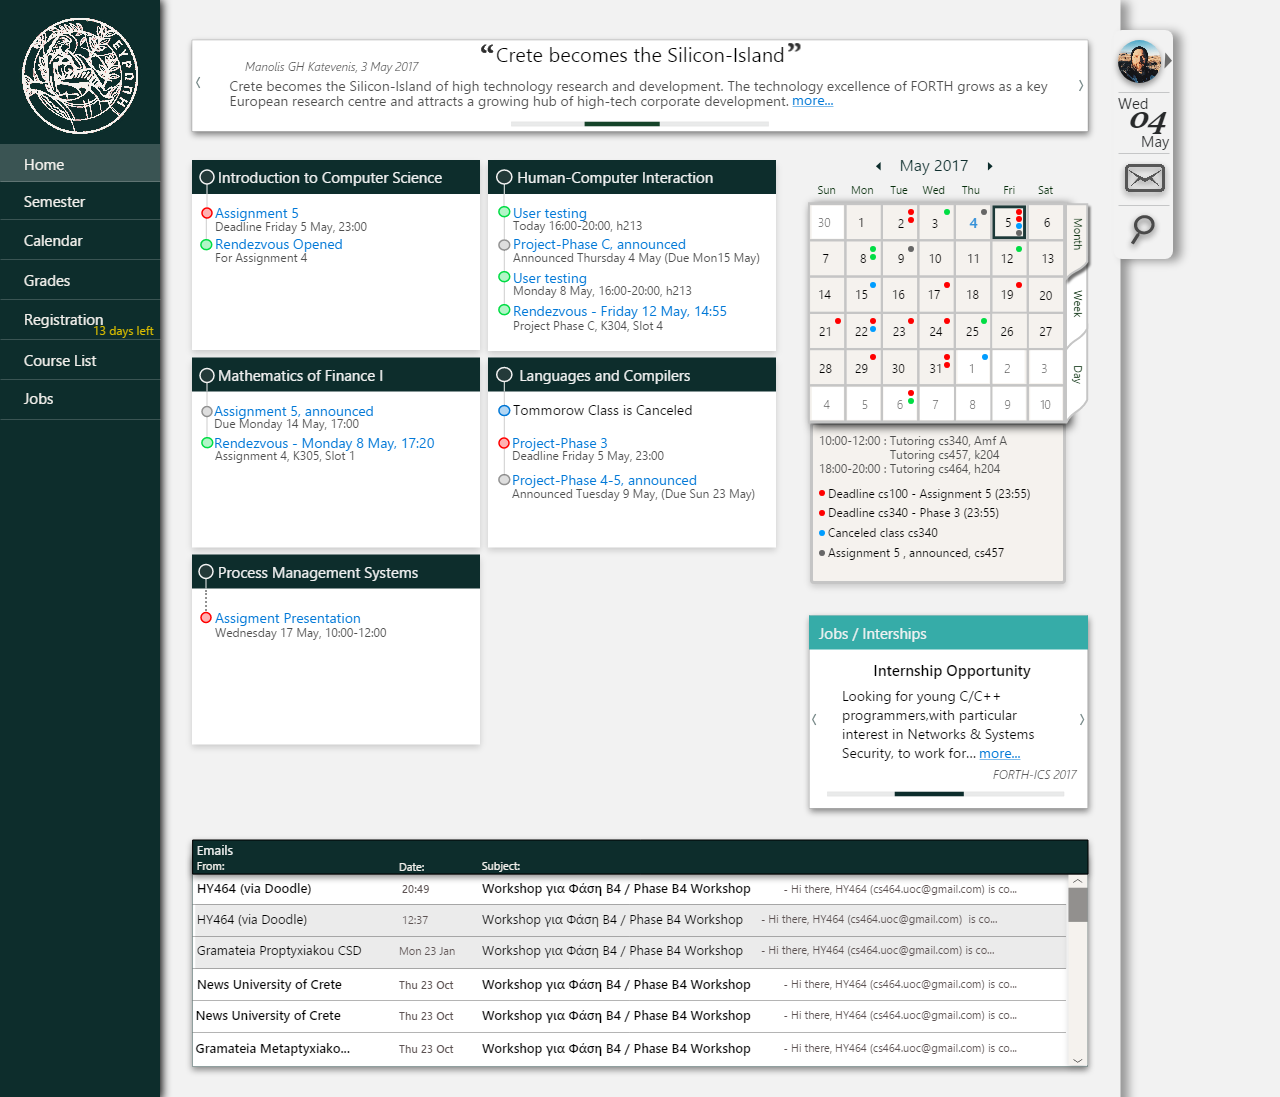 ΕΥΡΩΠΗ
Home
Semester
Calendar
Grades
Registration
13 days left
Course List
Jobs
“Crete becomes the Silicon-Island”
Manolis GH Katevenis, 3 May 2017
Crete becomes the Silicon-Island of high technology research and development. The technology excellence of FORTH grows as a key
European research centre and attracts a growing hub of high-tech corporate development. more...
Wed
04
May
Introduction to Computer Science
Assignment 5
Deadline Friday 5 May, 23:00
Rendezvous Opened
For Assignment 4
Human-Computer Interaction
User testing
Today 16:00-20:00, h213
Project-Phase C, announced
Announced Thursday 4 May (Due Mon15 May)
User testing
Monday 8 May, 16:00-20:00, h213
Rendezvous - Friday 12 May, 14:55
Project Phase C, K304, Slot 4
Mathematics of Finance I
Assignment 5, announced
Due Monday 14 May, 17:00
Rendezvous - Monday 8 May, 17:20
Assignment 4, K305, Slot 1
Languages and Compilers
Tommorow Class is Canceled
Project-Phase 3
Deadline Friday 5 May, 23:00
Project-Phase 4-5, announced
Announced Tuesday 9 May, (Due Sun 23 May)
Process Management Systems
Assigment Presentation
Wednesday 17 May, 10:00-12:00
May 2017
Sun Mon Tue Wed Thu Fri Sat
30 1 2 3 4 5 6
7 8 9 10 11 12 13
14 15 16 17 18 19 20
21 22 23 24 25 26 27
28 29 30 31 1 2 3
4 5 6 7 8 9 10
Month
Week
Day
10:00-12:00 : Tutoring cs340, Amf A
Tutoring cs457, k204
18:00-20:00 : Tutoring cs464, h204
Deadline cs100 - Assignment 5 (23:55)
Deadline cs340 - Phase 3 (23:55)
Canceled class cs340
Assignment 5 , announced, cs457
Jobs / Interships
Internship Opportunity
Looking for young C/C++
programmers,with particular
interest in Networks & Systems
Security, to work for... more...
FORTH-ICS 2017
Emails
From: Date: Subject:
HY464 (via Doodle) 20:49 Workshop για Φάση B4 / Phase B4 Workshop - Hi there, HY464 (cs464.uoc@gmail.com) is co...
HY464 (via Doodle) 12:37 Workshop για Φάση B4 / Phase B4 Workshop - Hi there, HY464 (cs464.uoc@gmail.com) is co...
Gramateia Proptyxiakou CSD Mon 23 Jan Workshop για Φάση B4 / Phase B4 Workshop - Hi there, HY464 (cs464.uoc@gmail.com) is co...
News University of Crete Thu 23 Oct Workshop για Φάση B4 / Phase B4 Workshop - Hi there, HY464 (cs464.uoc@gmail.com) is co...
News University of Crete Thu 23 Oct Workshop για Φάση B4 / Phase B4 Workshop - Hi there, HY464 (cs464.uoc@gmail.com) is co...
Gramateia Metaptyxiako... Thu 23 Oct Workshop για Φάση B4 / Phase B4 Workshop - Hi there, HY464 (cs464.uoc@gmail.com) is co...